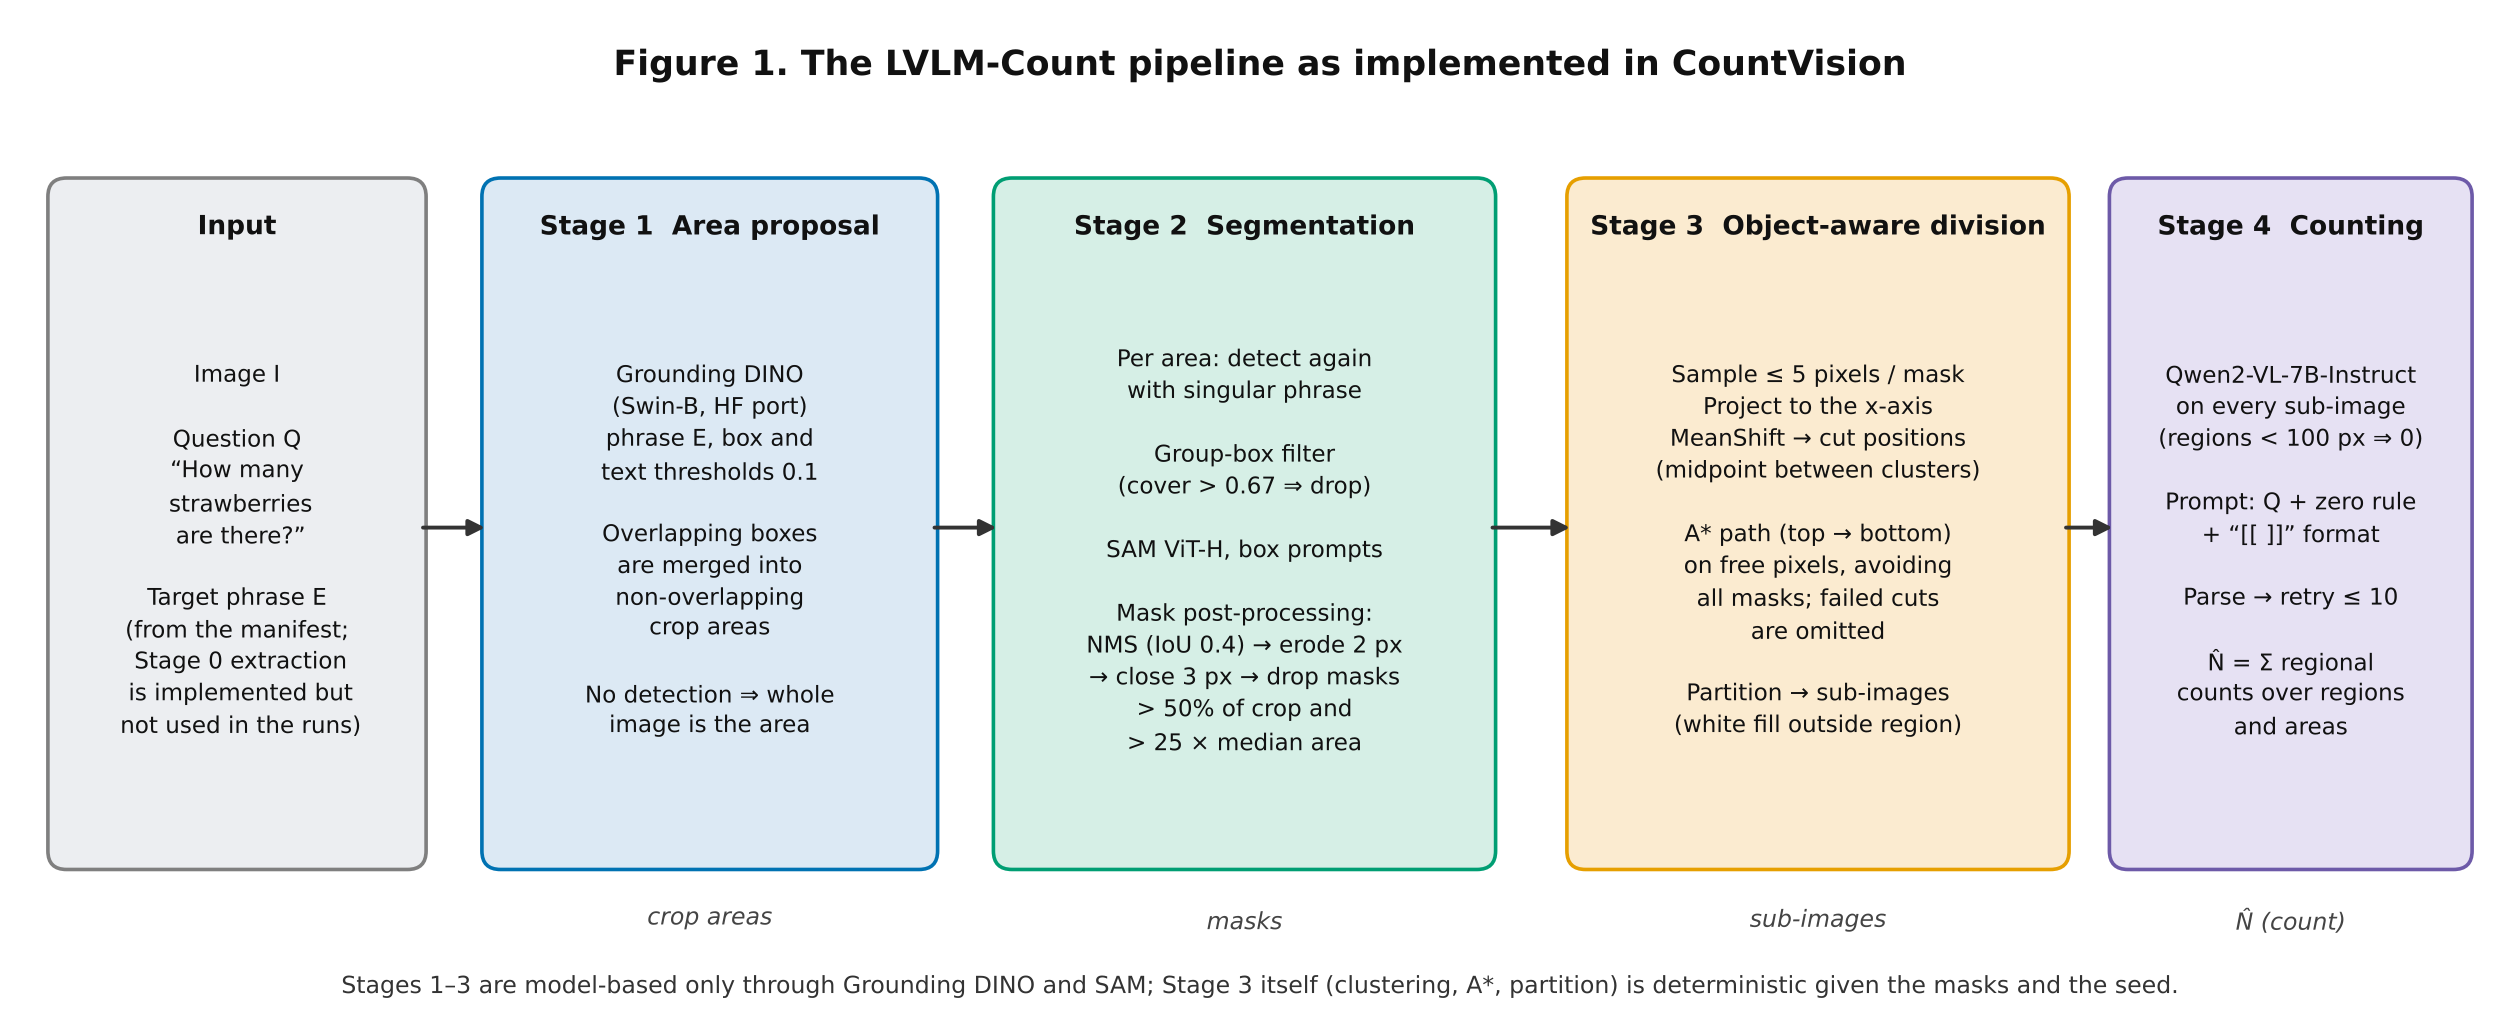 Figure 1. The LVLM-Count pipeline as implemented in CountVision
Input
Image I
Question Q
“How many
strawberries
are there?”
Target phrase E
(from the manifest;
Stage 0 extraction
is implemented but
not used in the runs)
Stage 1  Area proposal
Grounding DINO
(Swin-B, HF port)
phrase E, box and
text thresholds 0.1
Overlapping boxes
are merged into
non-overlapping
crop areas
No detection ⇒ whole
image is the area
crop areas
Stage 2  Segmentation
Per area: detect again
with singular phrase
Group-box filter
(cover > 0.67 ⇒ drop)
SAM ViT-H, box prompts
Mask post-processing:
NMS (IoU 0.4) → erode 2 px
→ close 3 px → drop masks
> 50% of crop and
> 25 × median area
masks
Stage 3  Object-aware division
Sample ≤ 5 pixels / mask
Project to the x-axis
MeanShift → cut positions
(midpoint between clusters)
A* path (top → bottom)
on free pixels, avoiding
all masks; failed cuts
are omitted
Partition → sub-images
(white fill outside region)
sub-images
Stage 4  Counting
Qwen2-VL-7B-Instruct
on every sub-image
(regions < 100 px ⇒ 0)
Prompt: Q + zero rule
+ “[[ ]]” format
Parse → retry ≤ 10
N̂ = Σ regional
counts over regions
and areas
N̂ (count)
Stages 1–3 are model-based only through Grounding DINO and SAM; Stage 3 itself (clustering, A*, partition) is deterministic given the masks and the seed.